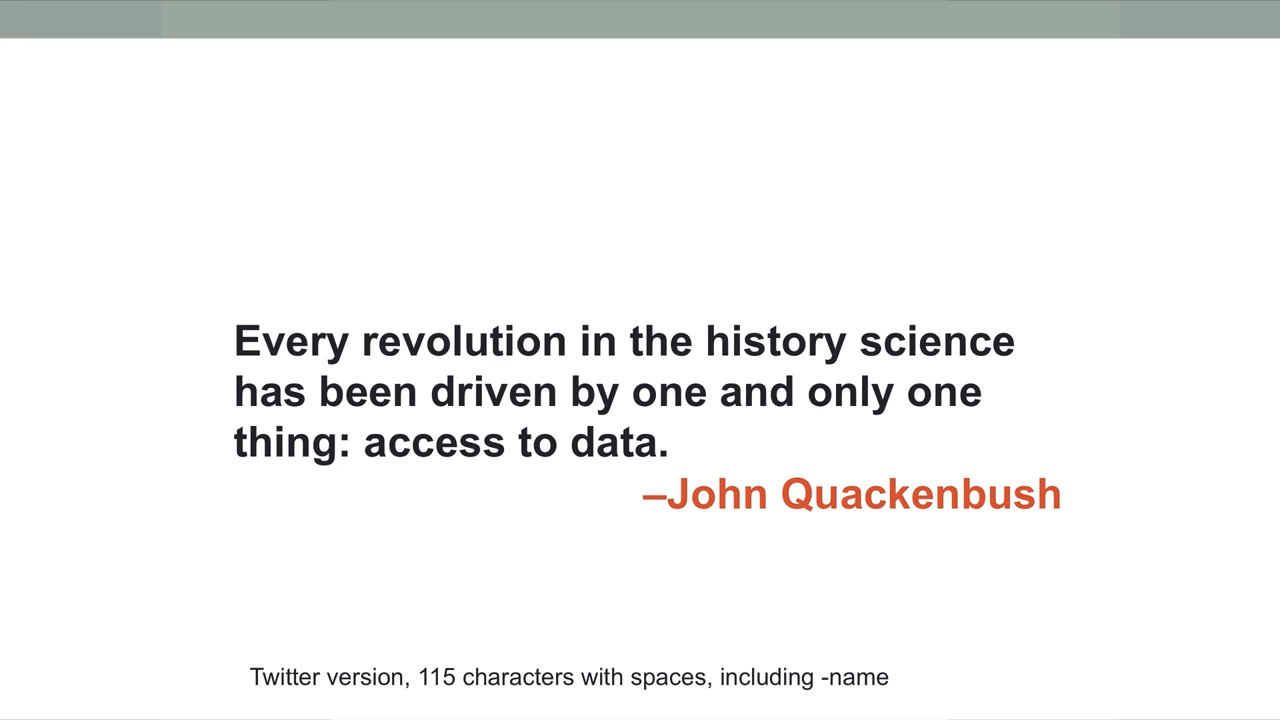 Every revolution in the history science
has been driven by one and only one
thing: access to data.
–John Quackenbush
Twitter version, 115 characters with spaces, including -name